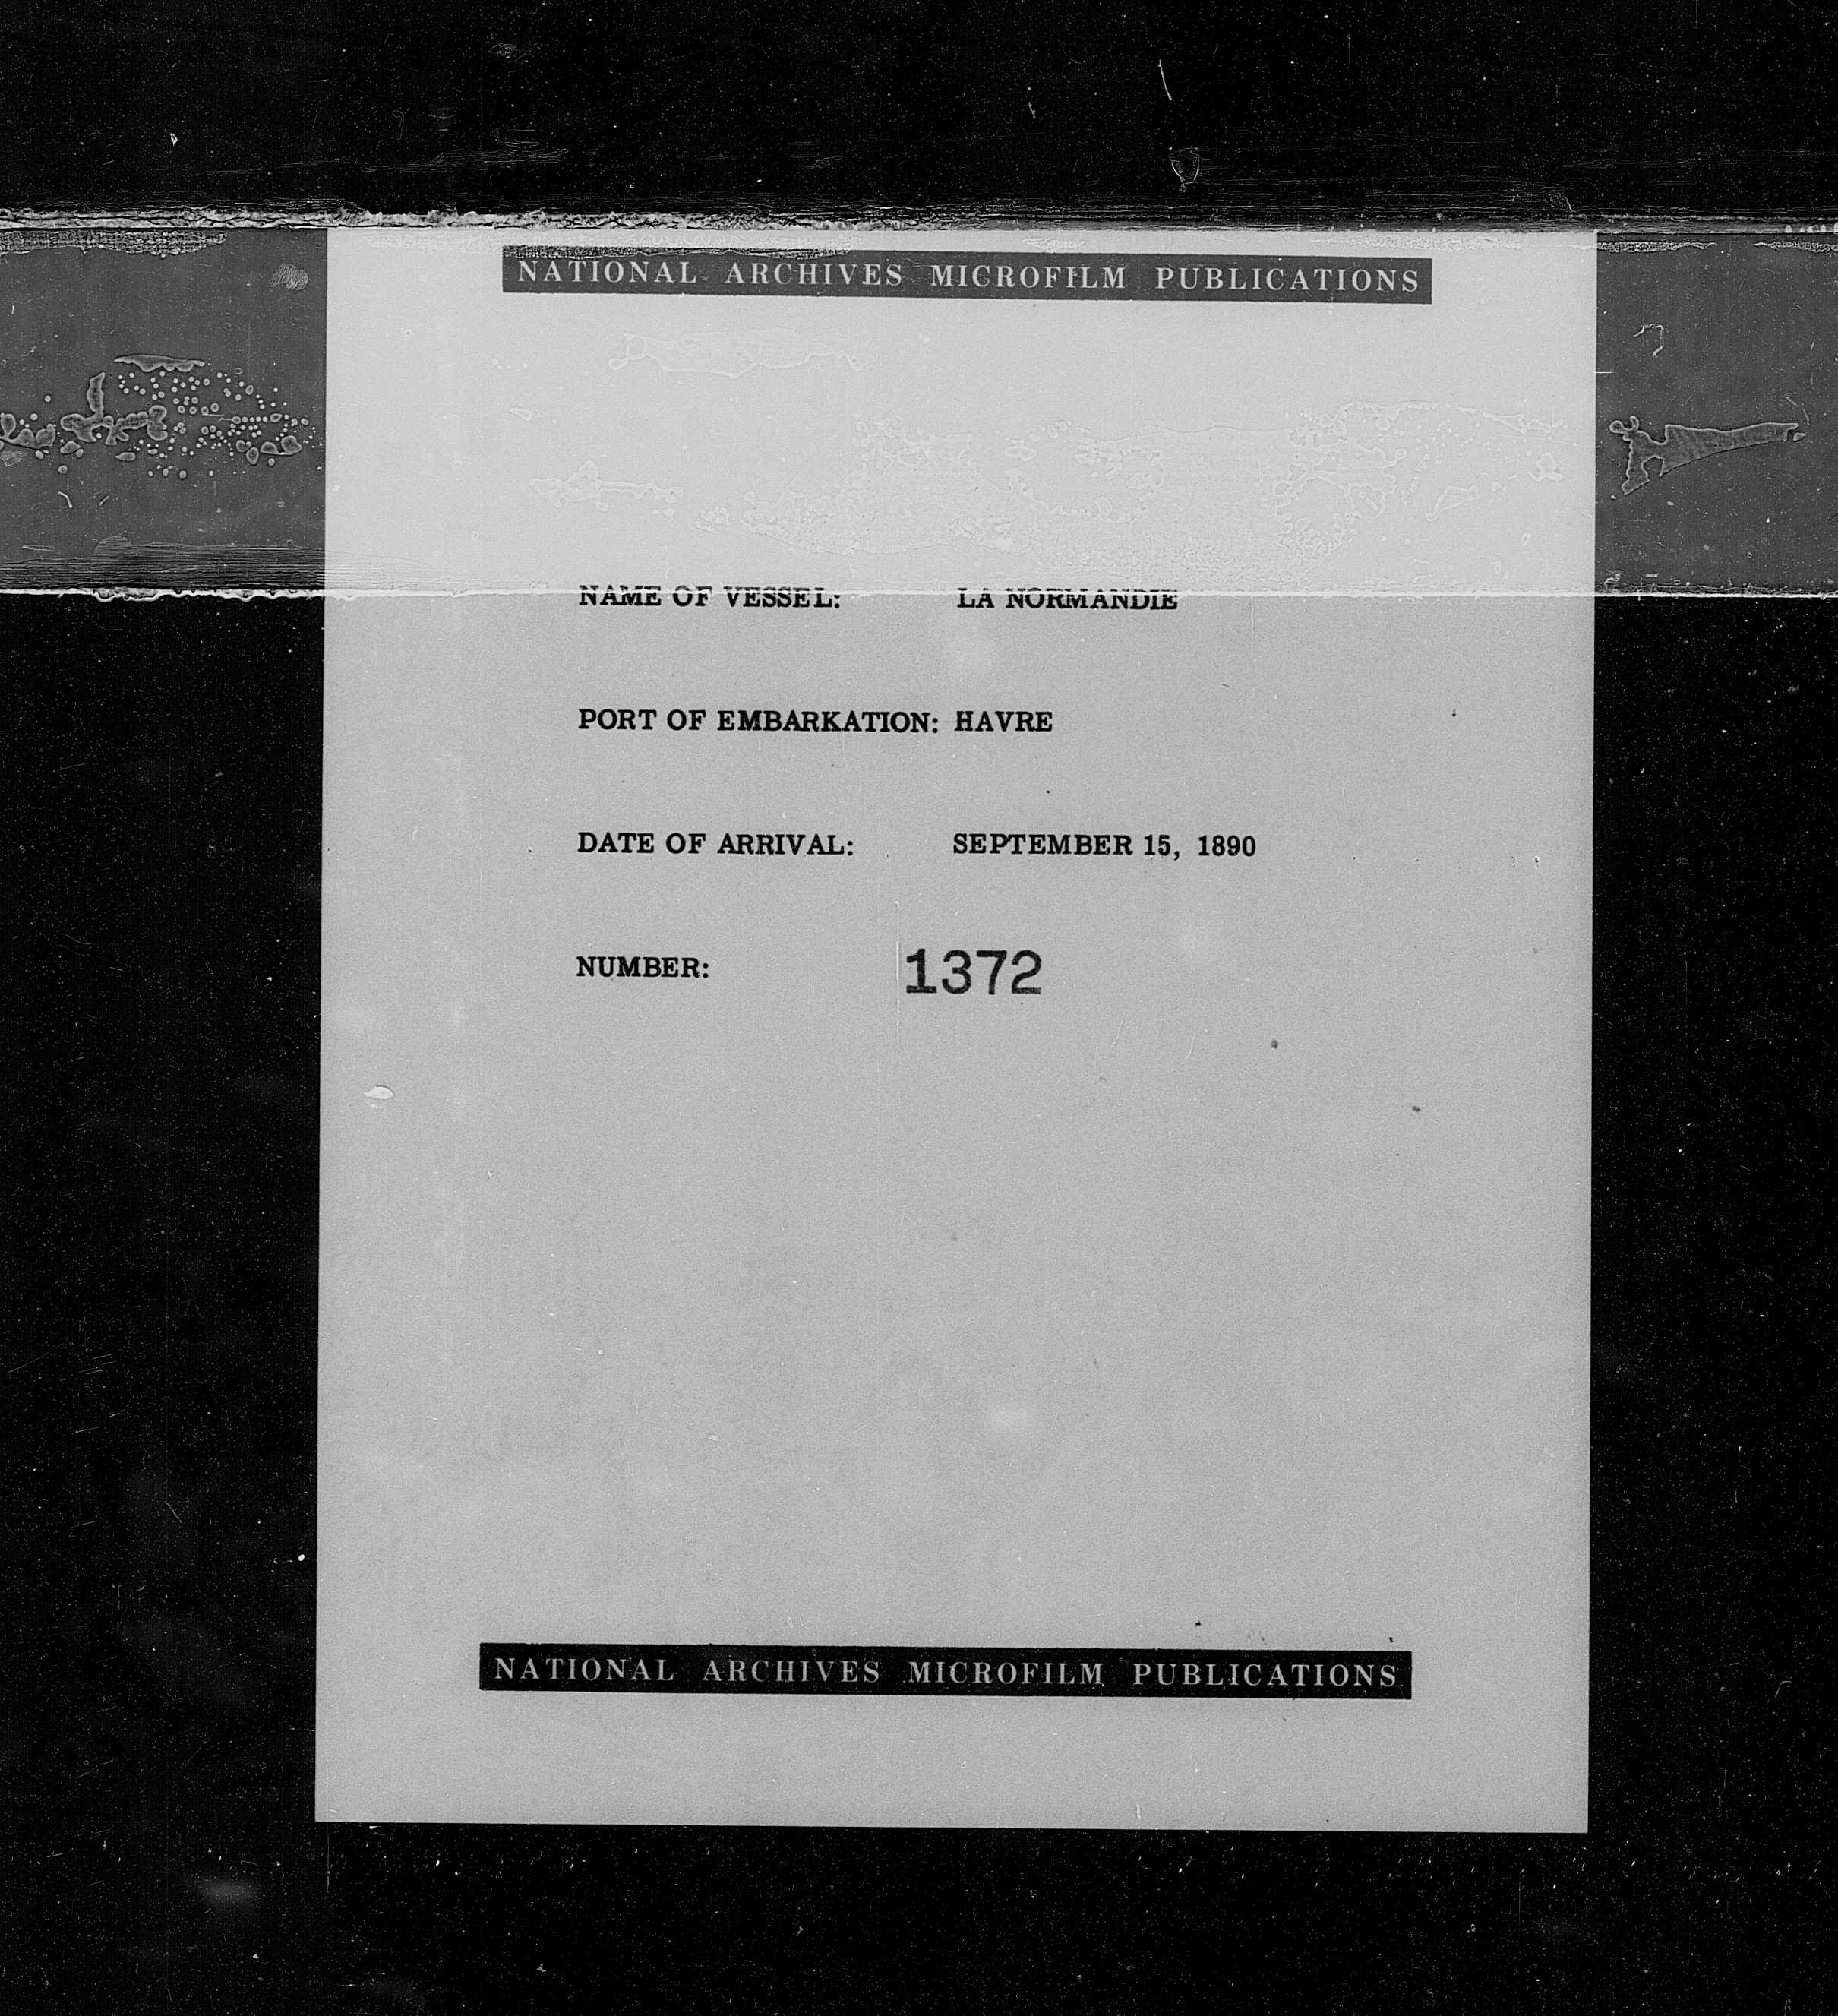 NATIONAL ARCHIVES MICROFILM PUBLICATIONS
NAME OF VESSEL: LA NORMANDIE
PORT OF EMBARKATION: HAVRE
DATE OF ARRIVAL: SEPTEMBER 15, 1890
NUMBER: 1372
NATIONAL ARCHIVES MICROFILM PUBLICATIONS